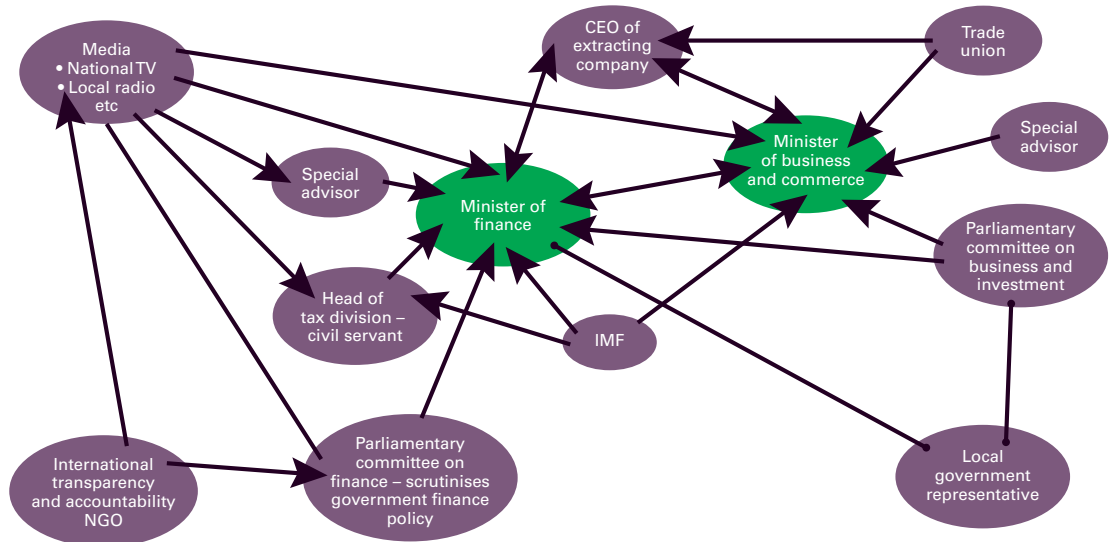 Media
• National TV
• Local radio
etc
CEO of
extracting
company
Trade
union
Special
advisor
Minister
of business
and commerce
Special
advisor
Minister of
finance
Parliamentary
committee on
business and
investment
Head of
tax division –
civil servant
IMF
International
transparency
and accountability
NGO
Parliamentary
committee on
finance – scrutinises
government finance
policy
Local
government
representative